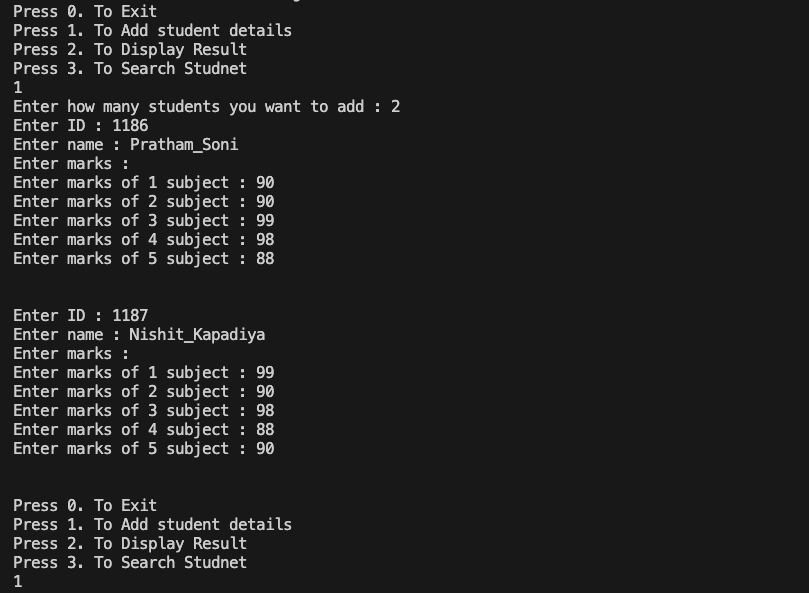 Press 0. To Exit
Press 1. To Add student details
Press 2. To Display Result
Press 3. To Search Studnet
1
Enter how many students you want to add : 2
Enter ID : 1186
Enter name : Pratham_Soni
Enter marks :
Enter marks of 1 subject : 90
Enter marks of 2 subject : 90
Enter marks of 3 subject : 99
Enter marks of 4 subject : 98
Enter marks of 5 subject : 88
Enter ID : 1187
Enter name : Nishit_Kapadiya
Enter marks :
Enter marks of 1 subject : 99
Enter marks of 2 subject : 90
Enter marks of 3 subject : 98
Enter marks of 4 subject : 88
Enter marks of 5 subject : 90
Press 0. To Exit
Press 1. To Add student details
Press 2. To Display Result
Press 3. To Search Studnet
1